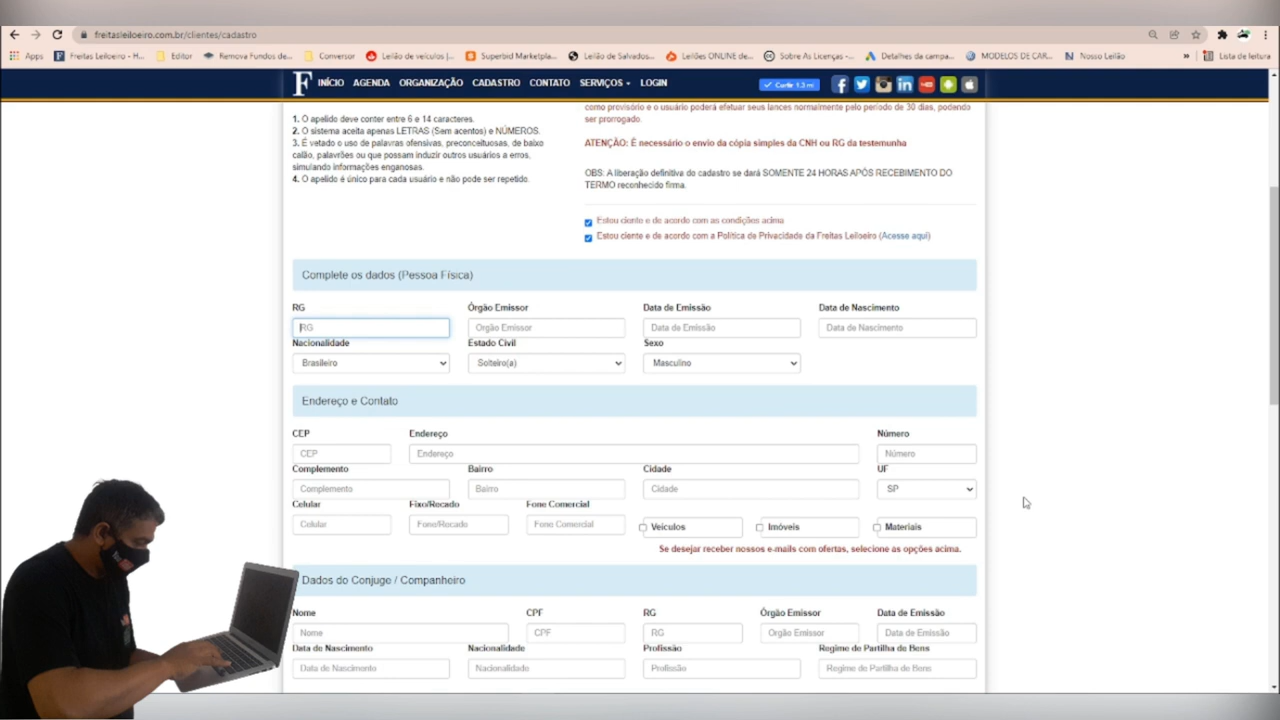 freitasleiloeiro.com.br/clientes/cadastro
Apps Freitas Leiloeiro - H... Editor Remova Fundos de... Conversor Leilão de veículos |... Superbid Marketpla... Leilão de Salvados... Leilões ONLINE de... Sobre As Licenças -... Detalhes da campa... MODELOS DE CAR... Nosso Leilão » Lista de leitura
F INÍCIO AGENDA ORGANIZAÇÃO CADASTRO CONTATO SERVIÇOS LOGIN Curtir 1,3 mi
1. O apelido deve conter entre 6 e 14 caracteres.
2. O sistema aceita apenas LETRAS (Sem acentos) e NÚMEROS.
3. É vetado o uso de palavras ofensivas, preconceituosas, de baixo
calão, palavrões ou que possam induzir outros usuários a erros,
simulando informações enganosas.
4. O apelido é único para cada usuário e não pode ser repetido.
como provisório e o usuário poderá efetuar seus lances normalmente pelo período de 30 dias, podendo
ser prorrogado.
ATENÇÃO: É necessário o envio da cópia simples da CNH ou RG da testemunha
OBS: A liberação definitiva do cadastro se dará SOMENTE 24 HORAS APÓS RECEBIMENTO DO
TERMO reconhecido firma.
Estou ciente e de acordo com as condições acima
Estou ciente e de acordo com a Política de Privacidade da Freitas Leiloeiro (Acesse aqui)
Complete os dados (Pessoa Física)
RG Órgão Emissor Data de Emissão Data de Nascimento
RG Orgão Emissor Data de Emissão Data de Nascimento
Nacionalidade Estado Civil Sexo
Brasileiro Solteiro(a) Masculino
Endereço e Contato
CEP Endereço Número
CEP Endereço Número
Complemento Bairro Cidade UF
Complemento Bairro Cidade SP
Celular Fixo/Recado Fone Comercial
Celular Fone/Recado Fone Comercial Veículos Imóveis Materiais
Se desejar receber nossos e-mails com ofertas, selecione as opções acima.
Dados do Conjuge / Companheiro
Nome CPF RG Órgão Emissor Data de Emissão
Nome CPF RG Orgão Emissor Data de Emissão
Data de Nascimento Nacionalidade Profissão Regime de Partilha de Bens
Data de Nascimento Nacionalidade Profissão Regime de Partilha de Bens